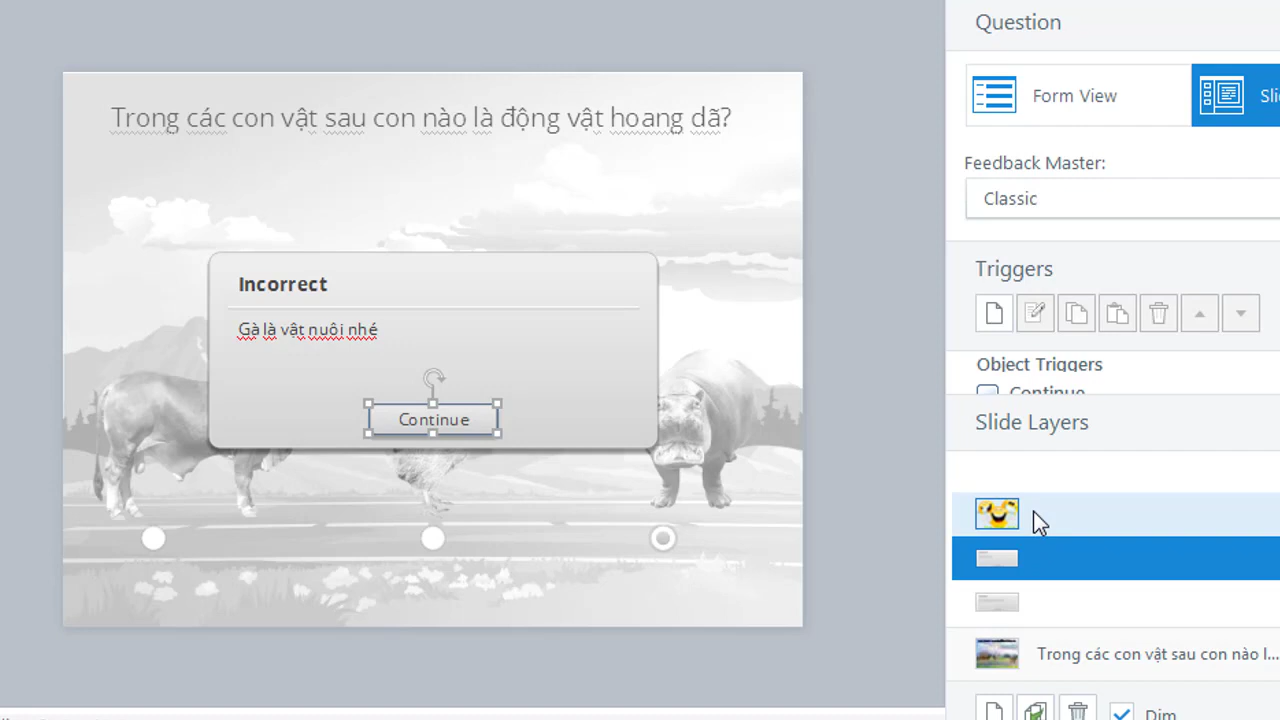 Question
Form View
Sli
Feedback Master:
Classic
Trong các con vật sau con nào là động vật hoang dã?
Incorrect
Gà là vật nuôi nhé
Continue
Triggers
Object Triggers
Continue
Slide Layers
Trong các con vật sau con nào l...
Dim